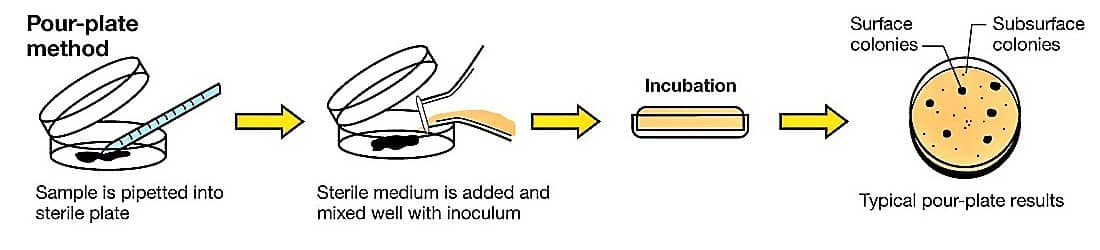 Pour-plate
method
Sample is pipetted into
sterile plate
Sterile medium is added and
mixed well with inoculum
Incubation
Surface
colonies
Subsurface
colonies
Typical pour-plate results